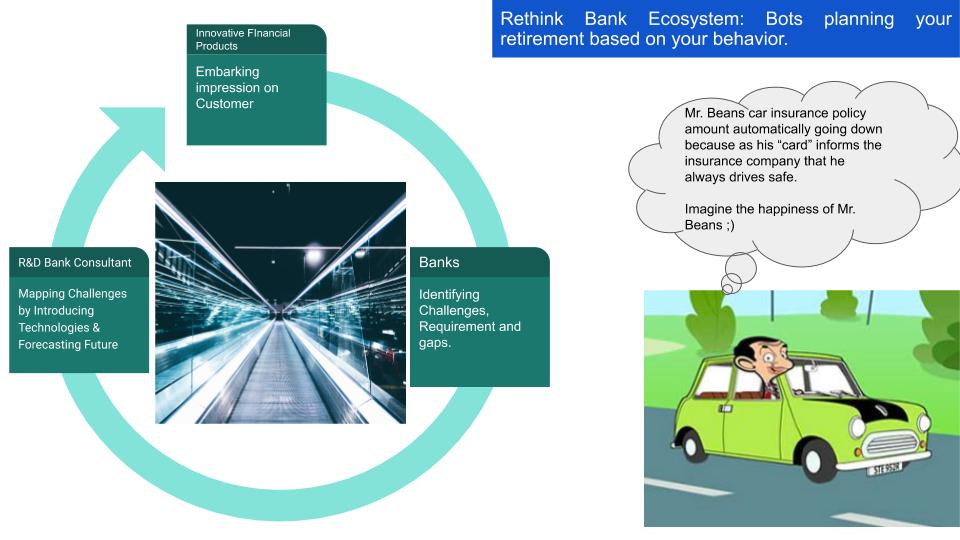 Rethink Bank Ecosystem: Bots planning your
retirement based on your behavior.
Innovative FInancial
Products
Embarking
impression on
Customer
Mr. Beans car insurance policy
amount automatically going down
because as his “card” informs the
insurance company that he
always drives safe.
Imagine the happiness of Mr.
Beans ;)
R&D Bank Consultant
Mapping Challenges
by Introducing
Technologies &
Forecasting Future
Banks
Identifying
Challenges,
Requirement and
gaps.
STE952R